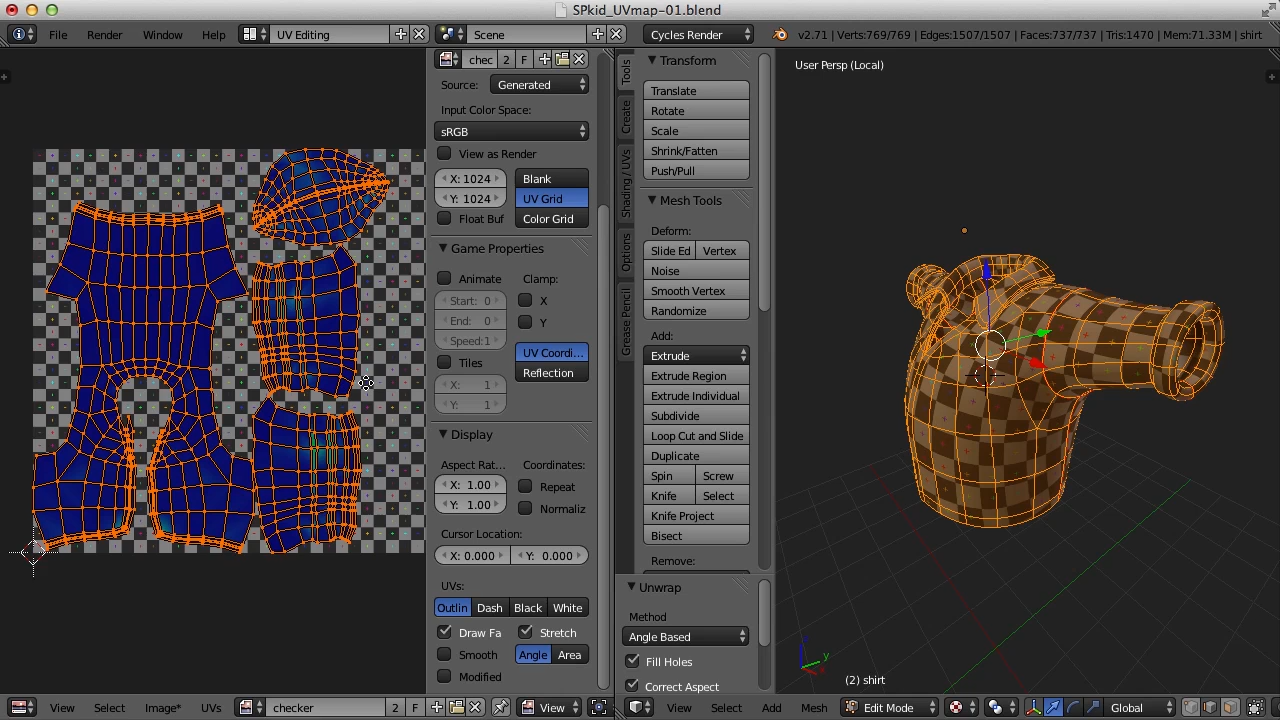 SPkid_UVmap-01.blend
File Render Window Help UV Editing Scene Cycles Render v2.71 | Verts:769/769 | Edges:1507/1507 | Faces:737/737 | Tris:1470 | Mem:71.33M | shirt
chec 2 F
Source: Generated
Input Color Space:
sRGB
View as Render
X: 1024 Blank
Y: 1024 UV Grid
Float Buf Color Grid
Game Properties
Animate Clamp:
Start: 0 X
End: 0 Y
Speed:1
Tiles UV Coordi...
X: 1 Reflection
Y: 1
Display
Aspect Rat... Coordinates:
X: 1.00 Repeat
Y: 1.00 Normaliz
Cursor Location:
X: 0.000 Y: 0.000
UVs:
Outlin Dash Black White
Draw Fa Stretch
Smooth Angle Area
Modified
Tools
Create
Shading / UVs
Options
Grease Pencil
Transform
Translate
Rotate
Scale
Shrink/Fatten
Push/Pull
Mesh Tools
Deform:
Slide Ed Vertex
Noise
Smooth Vertex
Randomize
Add:
Extrude
Extrude Region
Extrude Individual
Subdivide
Loop Cut and Slide
Duplicate
Spin Screw
Knife Select
Knife Project
Bisect
Remove:
Unwrap
Method
Angle Based
Fill Holes
Correct Aspect
User Persp (Local)
z
y
x
(2) shirt
View Select Image* UVs checker 2 F View
View Select Add Mesh Edit Mode Global